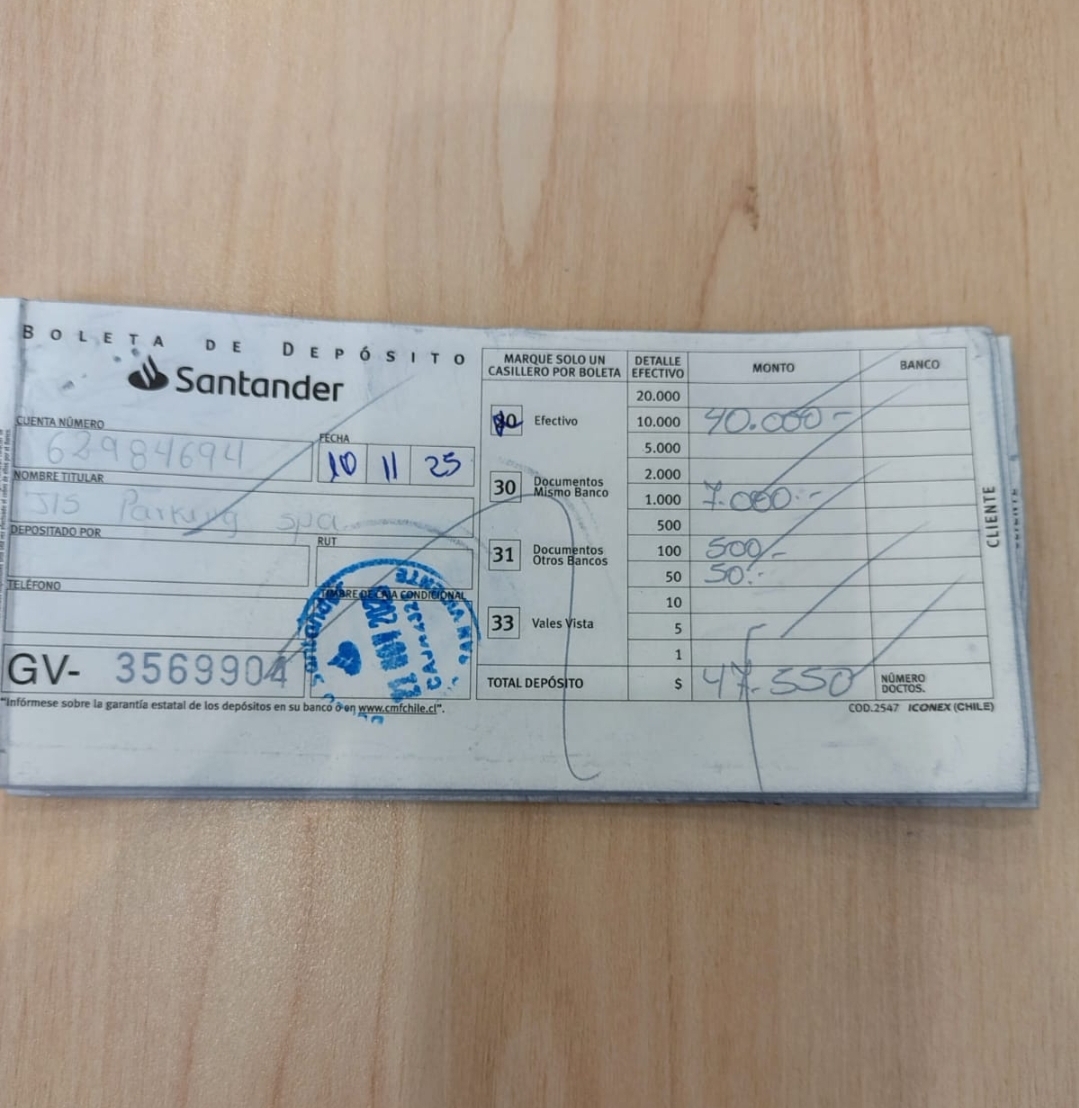 BOLETA DE DEPÓSITO
Santander
CUENTA NÚMERO
62984694
FECHA
10 11 25
NOMBRE TITULAR
JIS Parking spa
DEPOSITADO POR
RUT
TELÉFONO
TIMBRE DE CAJA CONDICIONAL
GV- 3569904
"Infórmese sobre la garantía estatal de los depósitos en su banco o en www.cmfchile.cl".
MARQUE SOLO UN CASILLERO POR BOLETA
Efectivo
30 Documentos Mismo Banco
31 Documentos Otros Bancos
33 Vales Vista
TOTAL DEPÓSITO
DETALLE EFECTIVO MONTO BANCO
20.000
10.000 40.000-
5.000
2.000
1.000 7.000.-
500
100 500.-
50 50.-
10
5
1
$ 47.550
NÚMERO DOCTOS.
COD.2547 ICONEX (CHILE)
CLIENTE